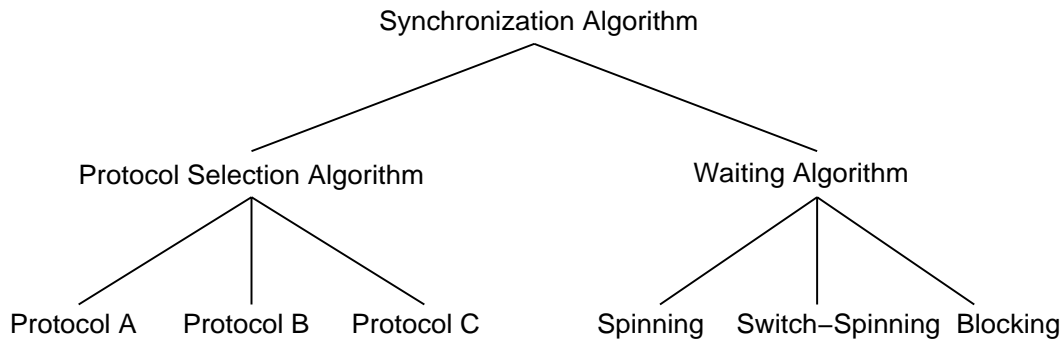 Synchronization Algorithm
Protocol Selection Algorithm
Waiting Algorithm
Protocol A
Protocol B
Protocol C
Spinning
Switch−Spinning
Blocking